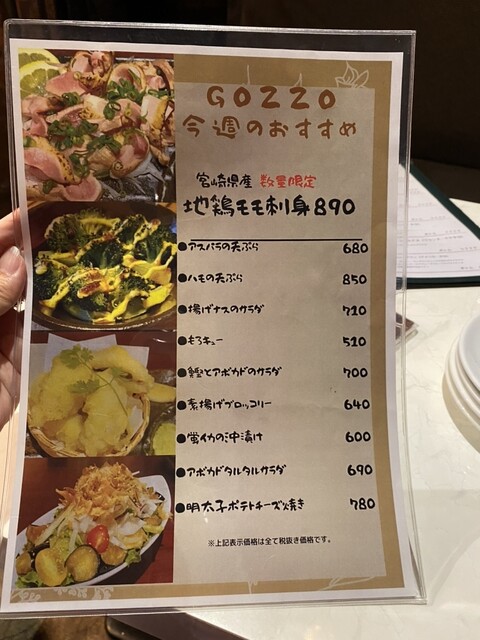 GOZZO
今週のおすすめ
宮崎県産 数量限定
地鶏モモ刺身890
●アスパラの天ぷら 680
●ハモの天ぷら 850
●揚げナスのサラダ 710
●もろキュー 510
●鰹とアボカドのサラダ 700
●素揚げブロッコリー 640
●蛍イカの沖漬け 600
●アボカドタルタルサラダ 690
●明太子ポテトチーズ焼き 780
※上記表示価格は全て税抜き価格です。